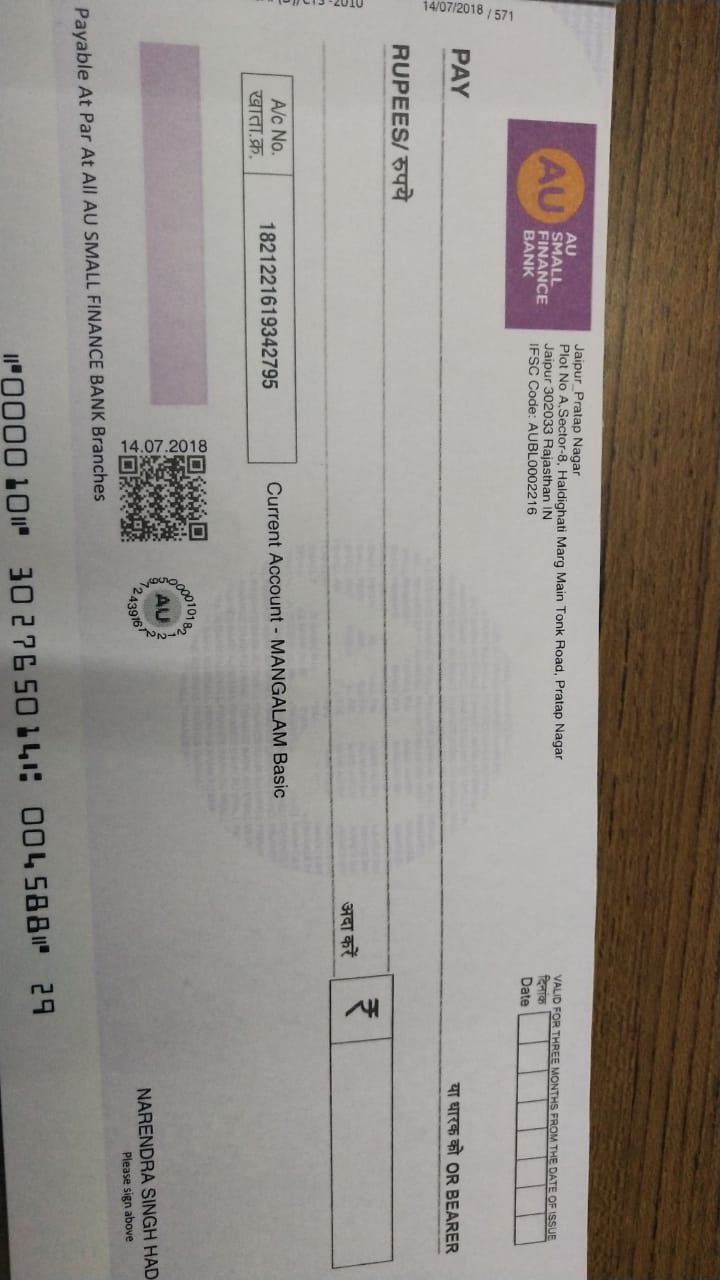 14/07/2018 / 571
AU
AU
SMALL
FINANCE
BANK
Jaipur_Pratap Nagar
Plot No A,Sector-8, Haldighati Marg Main Tonk Road, Pratap Nagar
Jaipur 302033 Rajasthan IN
IFSC Code: AUBL0002216
VALID FOR THREE MONTHS FROM THE DATE OF ISSUE
दिनांक
Date
PAY
या धारक को OR BEARER
RUPEES/ रुपये
अदा करें
₹
A/c No.
खाता.क्र.
1821221619342795
Current Account - MANGALAM Basic
14.07.2018
AU
NARENDRA SINGH HAD
Please sign above
Payable At Par At All AU SMALL FINANCE BANK Branches
⑈000010⑈ 302765014⑆ 004588⑈ 29